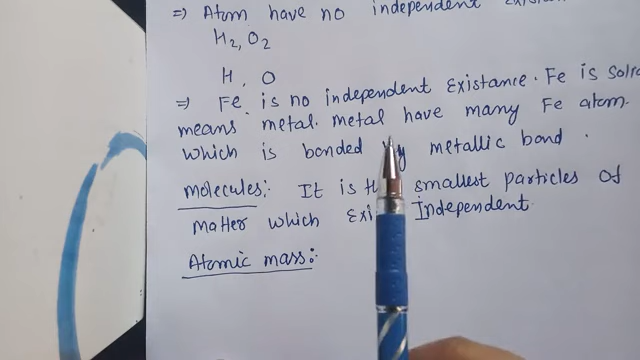 ⇒ Atom have no independent
H₂, O₂
H, O
⇒ Fe is no independent existance. Fe is
means metal. metal have many Fe atom.
which is bonded metallic bond.
molecules:- It is smallest particles of
matter which Independent.
Atomic mass:-